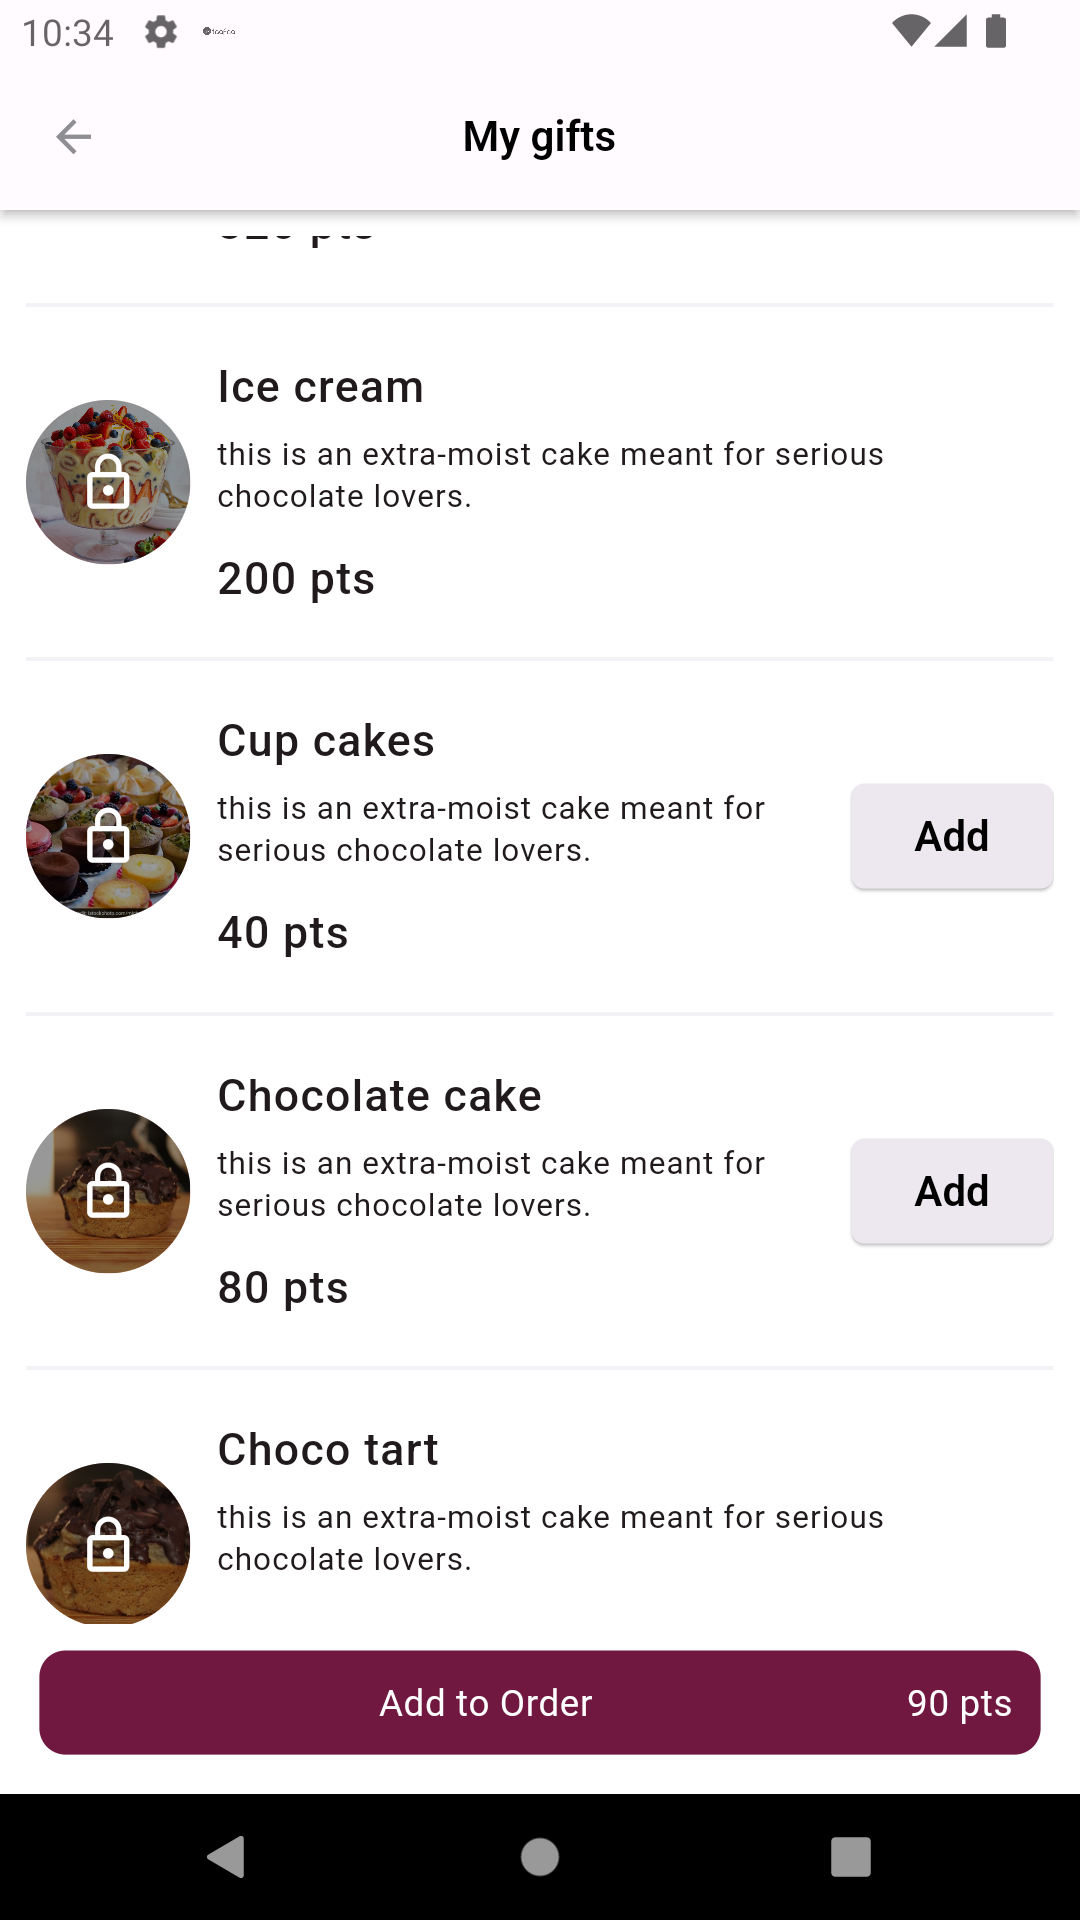 10:34
My gifts
Ice cream
this is an extra-moist cake meant for serious
chocolate lovers.
200 pts
Cup cakes
this is an extra-moist cake meant for
serious chocolate lovers.
Add
40 pts
Chocolate cake
this is an extra-moist cake meant for
serious chocolate lovers.
Add
80 pts
Choco tart
this is an extra-moist cake meant for serious
chocolate lovers.
Add to Order
90 pts